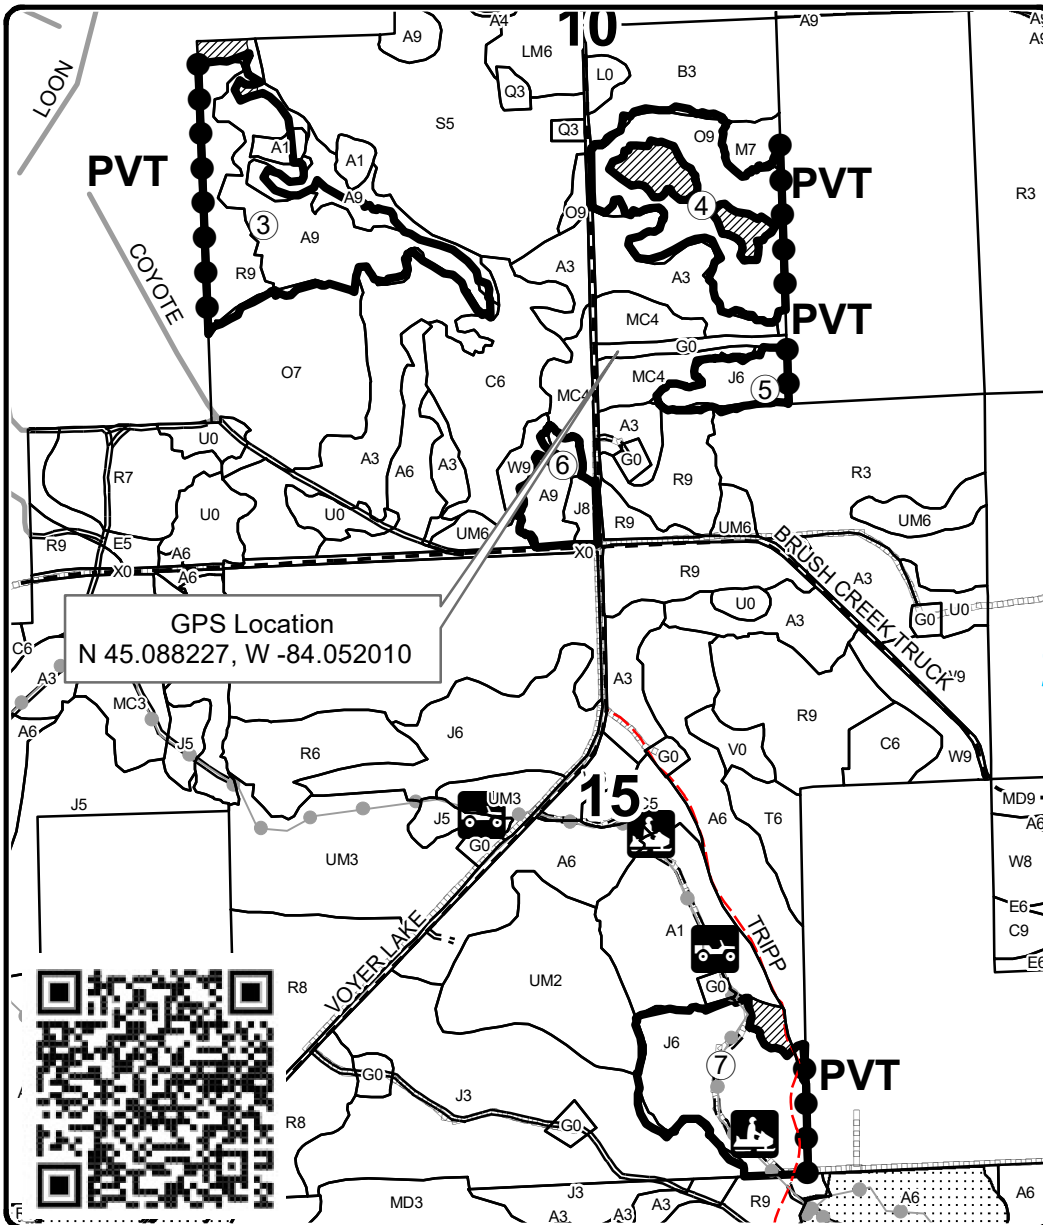 A4
10
A9
A9
A9
A9
LM6
L0
B3
Q3
Q3
S5
LOON
O9
M7
A1
A1
PVT
PVT
R3
A9
4
O9
3
A9
COYOTE
R9
A3
A3
PVT
MC4
G0
O7
C6
MC4
MC4
J6
5
U0
A3
R7
A3
A6
A3
W9
6
G0
R3
R9
U0
U0
A9
J8
R9
UM6
UM6
UM6
R9
E5
A6
X0
BRUSH CREEK TRUCK
X0
A6
R9
A3
U0
U0
G0
A3
GPS Location
N 45.088227, W -84.052010
C6
A3
A3
V9
MC3
A6
J5
J6
R9
R6
V0
C6
W9
G0
15
UM3
C5
MD9
J5
J5
A6
T6
A6
G0
UM3
A6
W8
E6
A1
C9
VOYER LAKE
TRIPP
E6
R8
UM2
G0
J6
7
PVT
G0
J3
R8
G0
MD3
J3
R9
A6
A6
A3
A3
A3